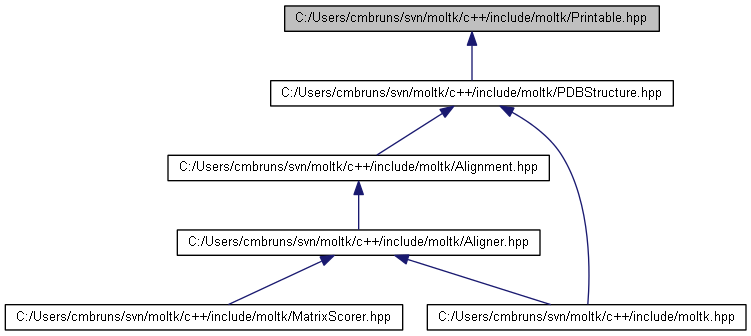 C:/Users/cmbruns/svn/moltk/c++/include/moltk/Printable.hpp
C:/Users/cmbruns/svn/moltk/c++/include/moltk/PDBStructure.hpp
C:/Users/cmbruns/svn/moltk/c++/include/moltk/Alignment.hpp
C:/Users/cmbruns/svn/moltk/c++/include/moltk/Aligner.hpp
C:/Users/cmbruns/svn/moltk/c++/include/moltk/MatrixScorer.hpp
C:/Users/cmbruns/svn/moltk/c++/include/moltk.hpp